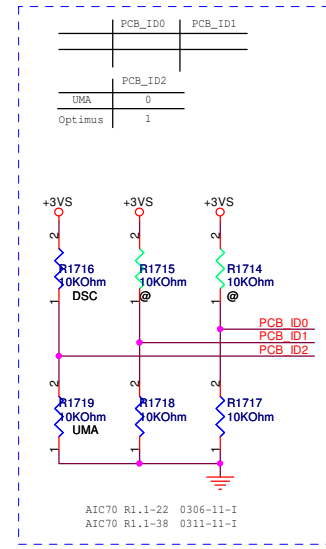 PCB_ID0 PCB_ID1
PCB_ID2
UMA 0
Optimus 1
+3VS +3VS +3VS
2 2 2
R1716 R1715 R1714
10KOhm 10KOhm 10KOhm
DSC @ @
1 1 1
PCB_ID0
PCB_ID1
PCB_ID2
2 2 2
R1719 R1718 R1717
10KOhm 10KOhm 10KOhm
UMA
1 1 1
AIC70 R1.1-22 0306-11-I
AIC70 R1.1-38 0311-11-I